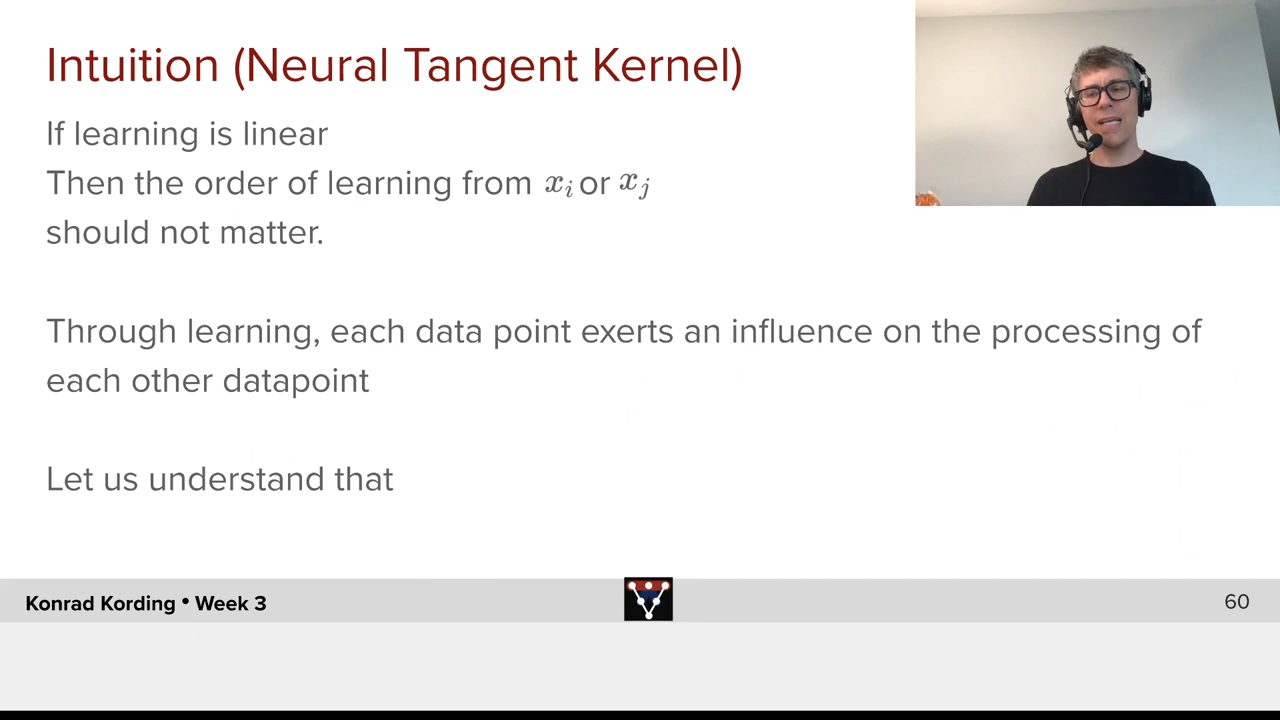 Intuition (Neural Tangent Kernel)
If learning is linear
Then the order of learning from x_i or x_j
should not matter.
Through learning, each data point exerts an influence on the processing of
each other datapoint
Let us understand that
Konrad Kording • Week 3
60